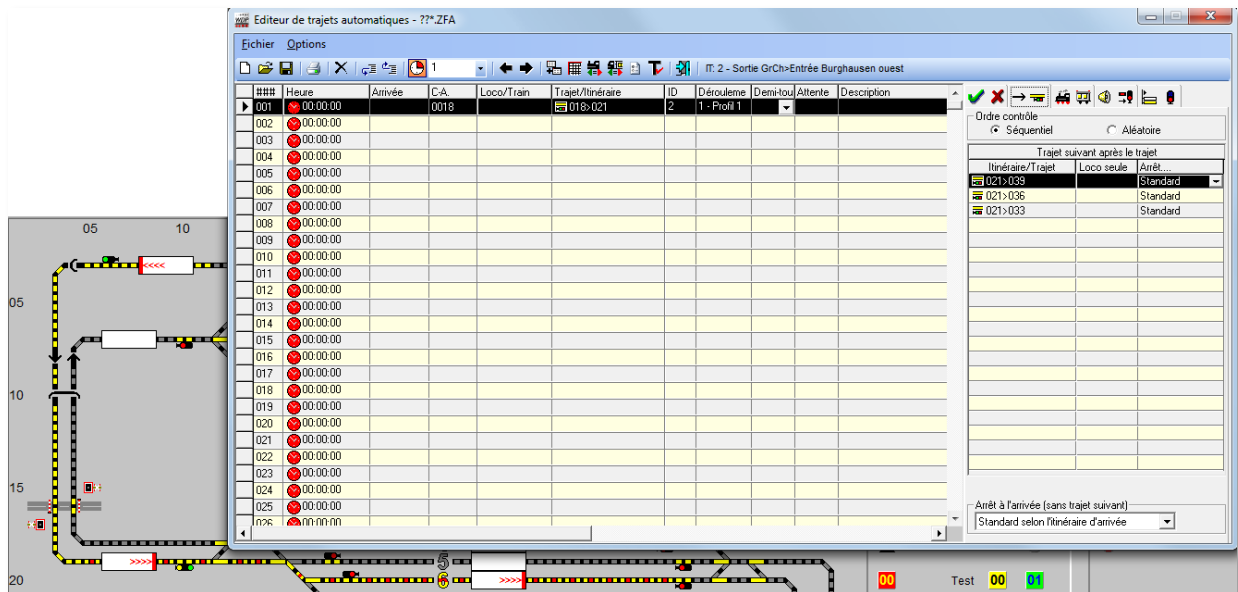 Editeur de trajets automatiques - ??*.ZFA
Fichier Options
1 IT: 2 - Sortie GrCh>Entrée Burghausen ouest
### Heure Arrivée C-A. Loco/Train Trajet/Itinéraire ID Dérouleme Demi-tou Attente Description
001 00:00:00 0018 018>021 2 1 - Profil 1
002 00:00:00
003 00:00:00
004 00:00:00
005 00:00:00
006 00:00:00
007 00:00:00
008 00:00:00
009 00:00:00
010 00:00:00
011 00:00:00
012 00:00:00
013 00:00:00
014 00:00:00
015 00:00:00
016 00:00:00
017 00:00:00
018 00:00:00
019 00:00:00
020 00:00:00
021 00:00:00
022 00:00:00
023 00:00:00
024 00:00:00
025 00:00:00
026 00:00:00
Ordre contrôle
Séquentiel Aléatoire
Trajet suivant après le trajet
Itinéraire/Trajet Loco seule Arrêt....
021>039 Standard
021>036 Standard
021>033 Standard
Arrêt à l'arrivée (sans trajet suivant)
Standard selon l'itinéraire d'arrivée
05 10
<<<<
05
10
15
>>>>
5
6
>>>>
20
00 Test 00 01